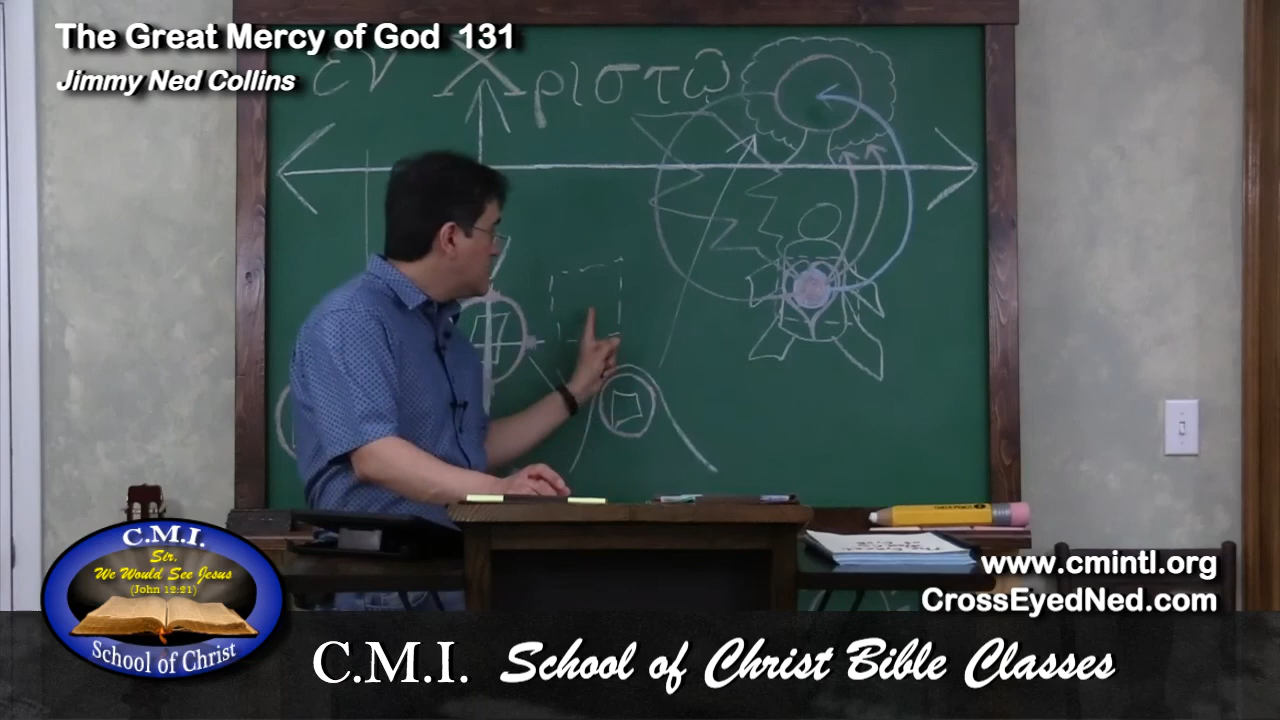 The Great Mercy of God 131
Jimmy Ned Collins
ἐν Χριστῷ
C.M.I.
Sir,
We Would See Jesus
(John 12:21)
School of Christ
www.cmintl.org
CrossEyedNed.com
C.M.I. School of Christ Bible Classes